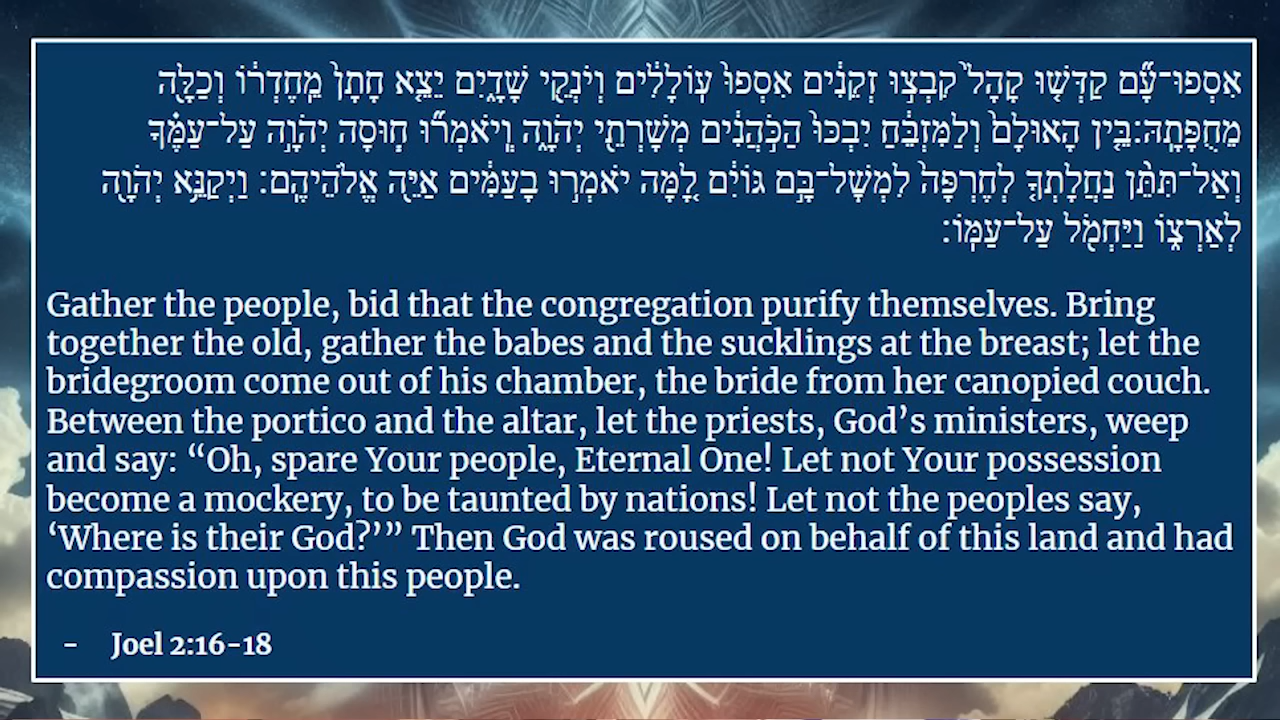 אִסְפוּ־עָ֞ם קַדְּשׁ֤וּ קָהָל֙ קִבְצ֣וּ זְקֵנִ֔ים אִסְפוּ֙ עֽוֹלָלִ֔ים וְיֹנְקֵ֖י שָׁדָ֑יִם יֵצֵ֤א חָתָן֙ מֵֽחֶדְר֔וֹ וְכַלָּ֖ה
מֵחֻפָּתָֽהּ׃בֵּ֤ין הָאוּלָם֙ וְלַמִּזְבֵּ֔חַ יִבְכּוּ֙ הַכֹּ֣הֲנִ֔ים מְשָׁרְתֵ֖י יְהֹוָ֑ה וְֽיֹאמְר֞וּ ח֧וּסָה יְהֹוָ֣ה עַל־עַמֶּ֗ךָ
וְאַל־תִּתֵּ֨ן נַחֲלָתְךָ֤ לְחֶרְפָּה֙ לִמְשׇׁל־בָּ֣ם גּוֹיִ֔ם לָ֚מָּה יֹאמְר֣וּ בָעַמִּ֔ים אַיֵּ֖ה אֱלֹהֵיהֶֽם׃ וַיְקַנֵּ֥א יְהֹוָ֖ה
לְאַרְצ֑וֹ וַיַּחְמֹ֖ל עַל־עַמּֽוֹ׃
Gather the people, bid that the congregation purify themselves. Bring
together the old, gather the babes and the sucklings at the breast; let the
bridegroom come out of his chamber, the bride from her canopied couch.
Between the portico and the altar, let the priests, God’s ministers, weep
and say: “Oh, spare Your people, Eternal One! Let not Your possession
become a mockery, to be taunted by nations! Let not the peoples say,
‘Where is their God?’” Then God was roused on behalf of this land and had
compassion upon this people.
- Joel 2:16-18